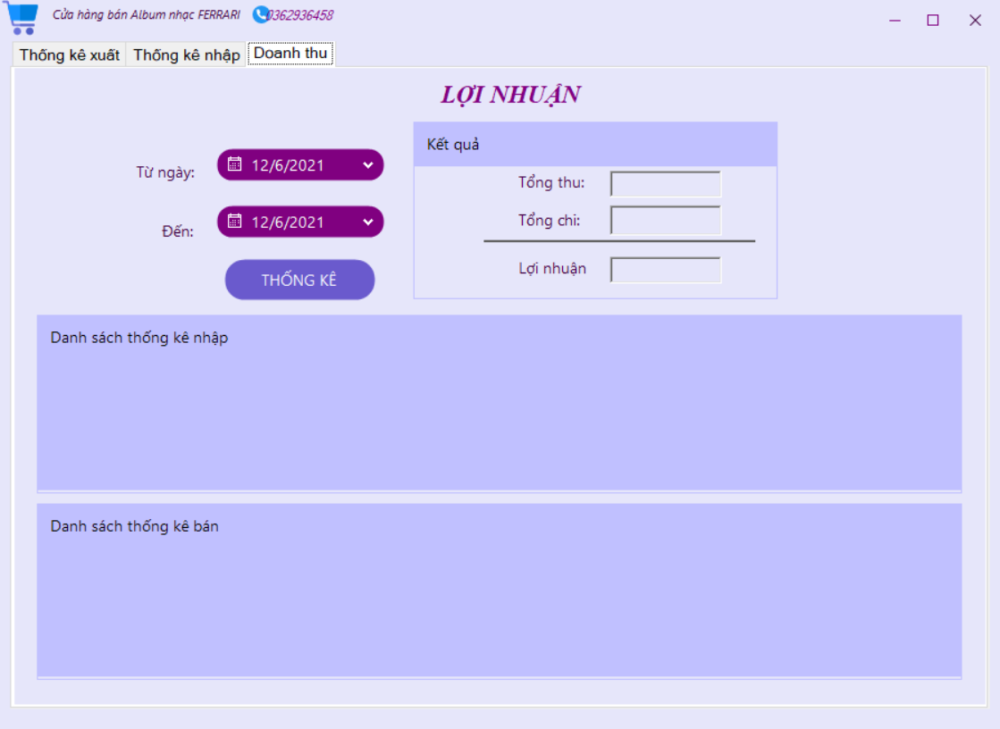 Cửa hàng bán Album nhạc FERRARI 0362936458
Thống kê xuất Thống kê nhập Doanh thu
LỢI NHUẬN
Từ ngày: 12/6/2021
Đến: 12/6/2021
THỐNG KÊ
Kết quả
Tổng thu:
Tổng chi:
Lợi nhuận
Danh sách thống kê nhập
Danh sách thống kê bán